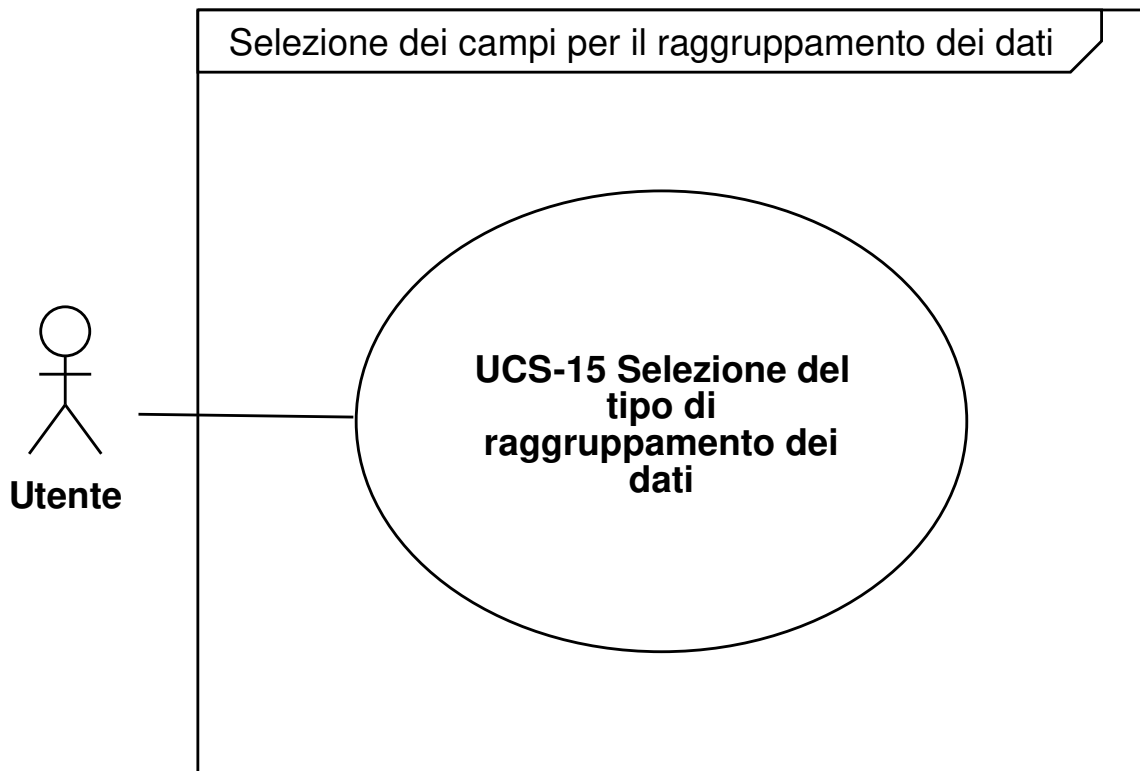 Selezione dei campi per il raggruppamento dei dati
UCS-15 Selezione del
tipo di
raggruppamento dei
dati
Utente